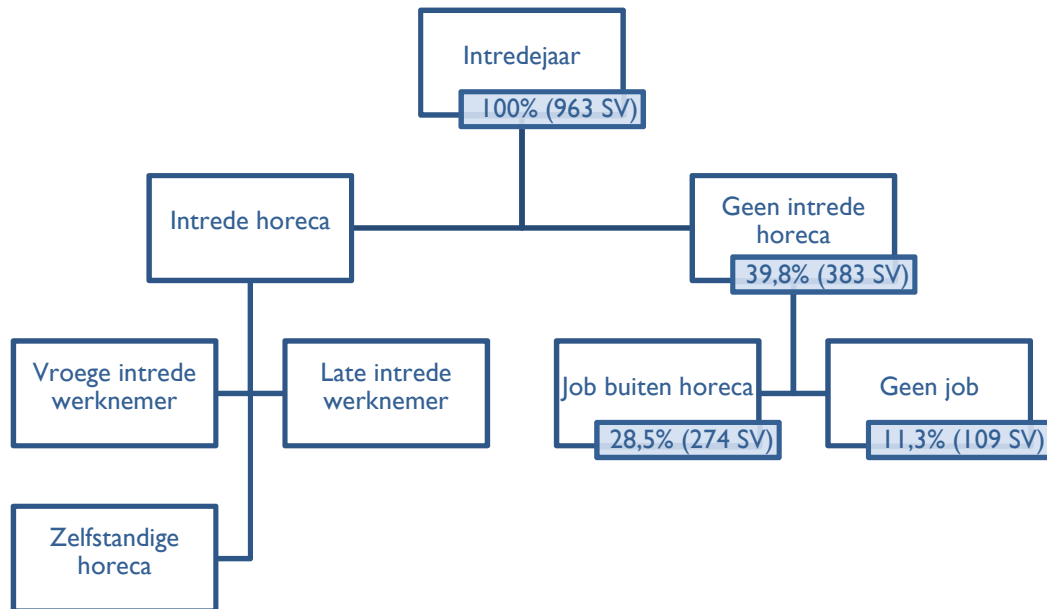 Intredejaar
100% (963 SV)
Intrede horeca
Geen intrede
horeca
39,8% (383 SV)
Vroege intrede
werknemer
Late intrede
werknemer
Job buiten horeca
28,5% (274 SV)
Geen job
11,3% (109 SV)
Zelfstandige
horeca